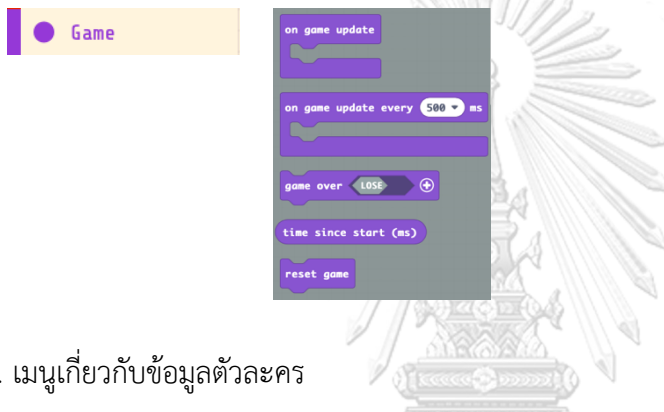 Game
on game update
on game update every 500 ms
game over LOSE
time since start (ms)
reset game
. เมนูเกี่ยวกับข้อมูลตัวละคร